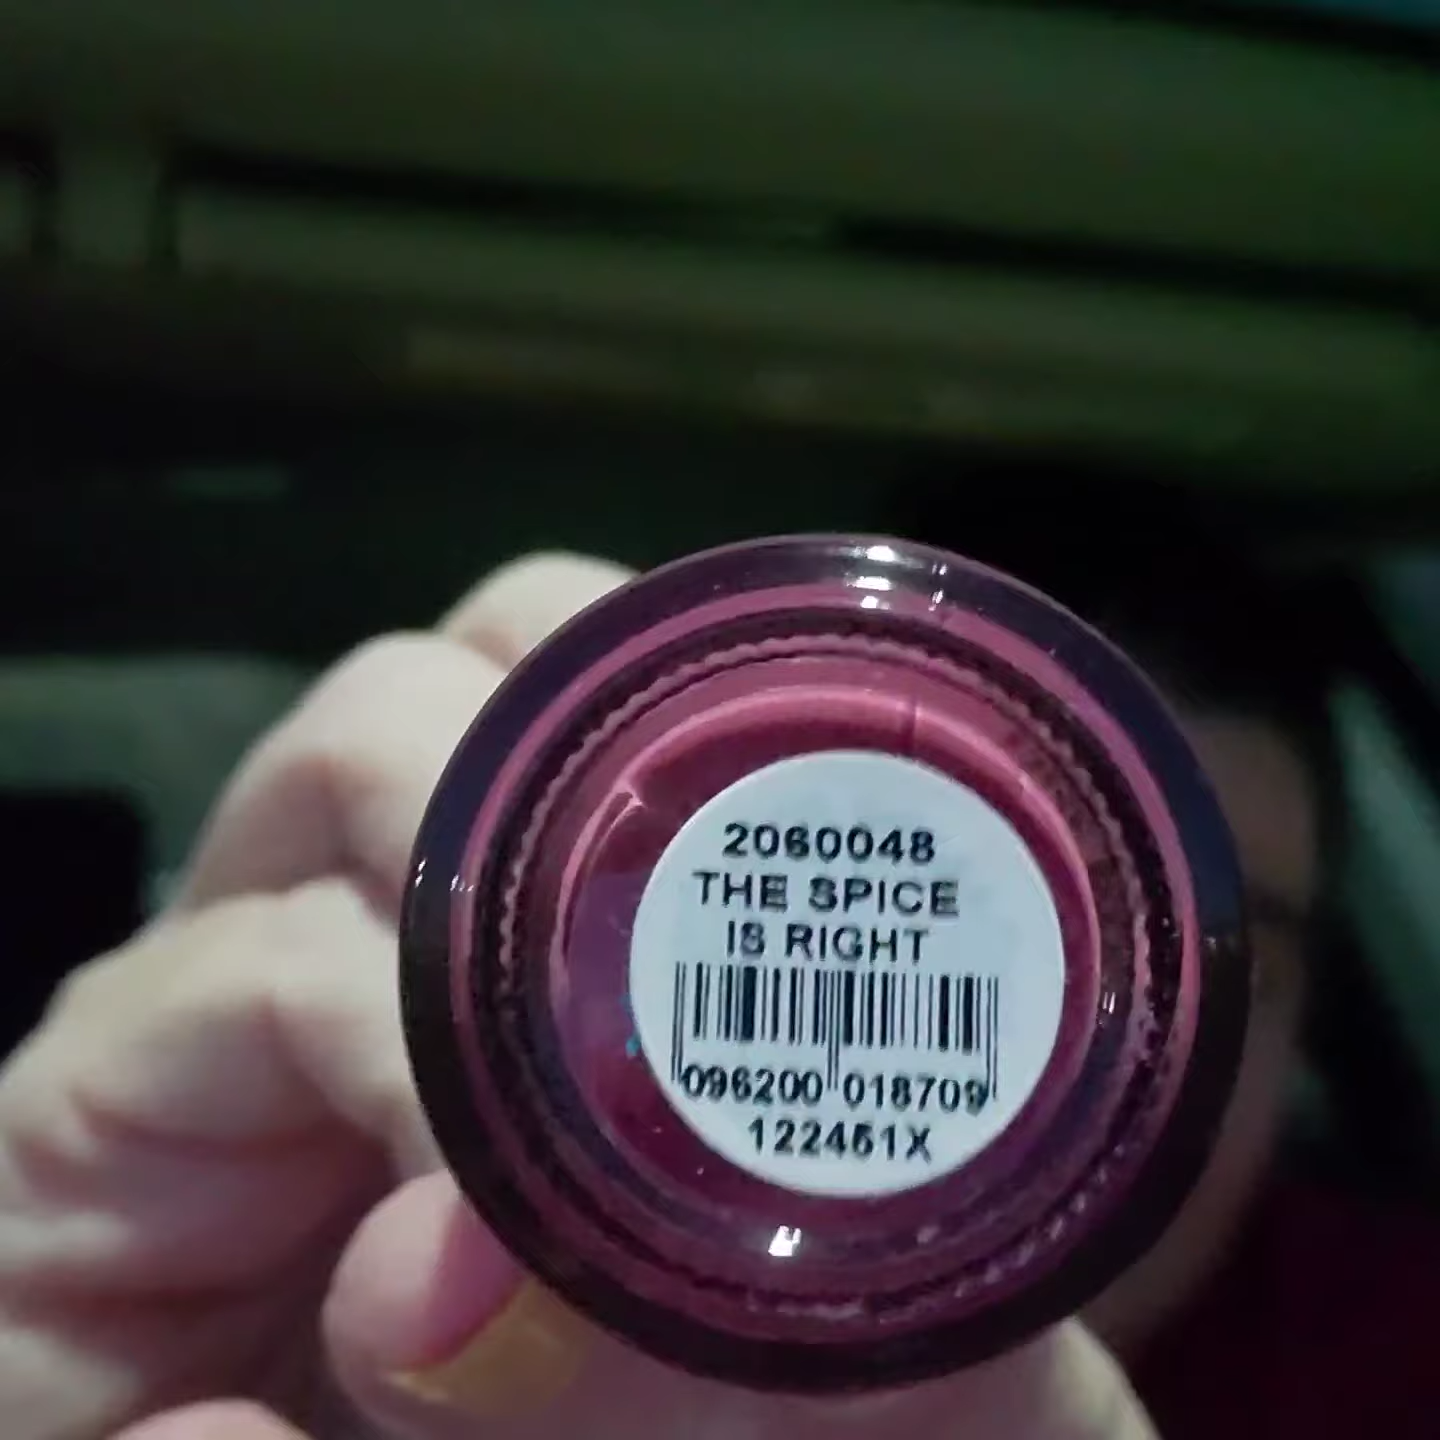 2060048
THE SPICE
IS RIGHT
096200 018709
122451X